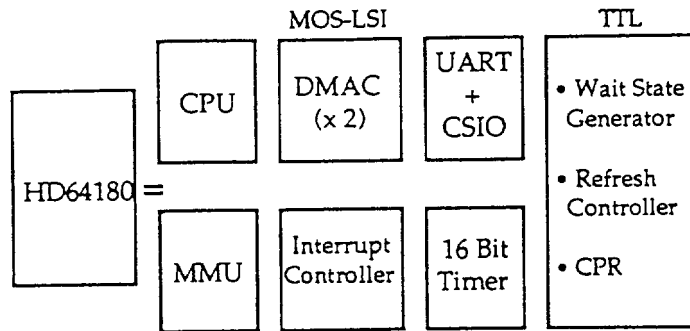 MOS-LSI
TTL
HD64180 =
CPU
DMAC
(x 2)
UART
+
CSIO
MMU
Interrupt
Controller
16 Bit
Timer
• Wait State
Generator
• Refresh
Controller
• CPR